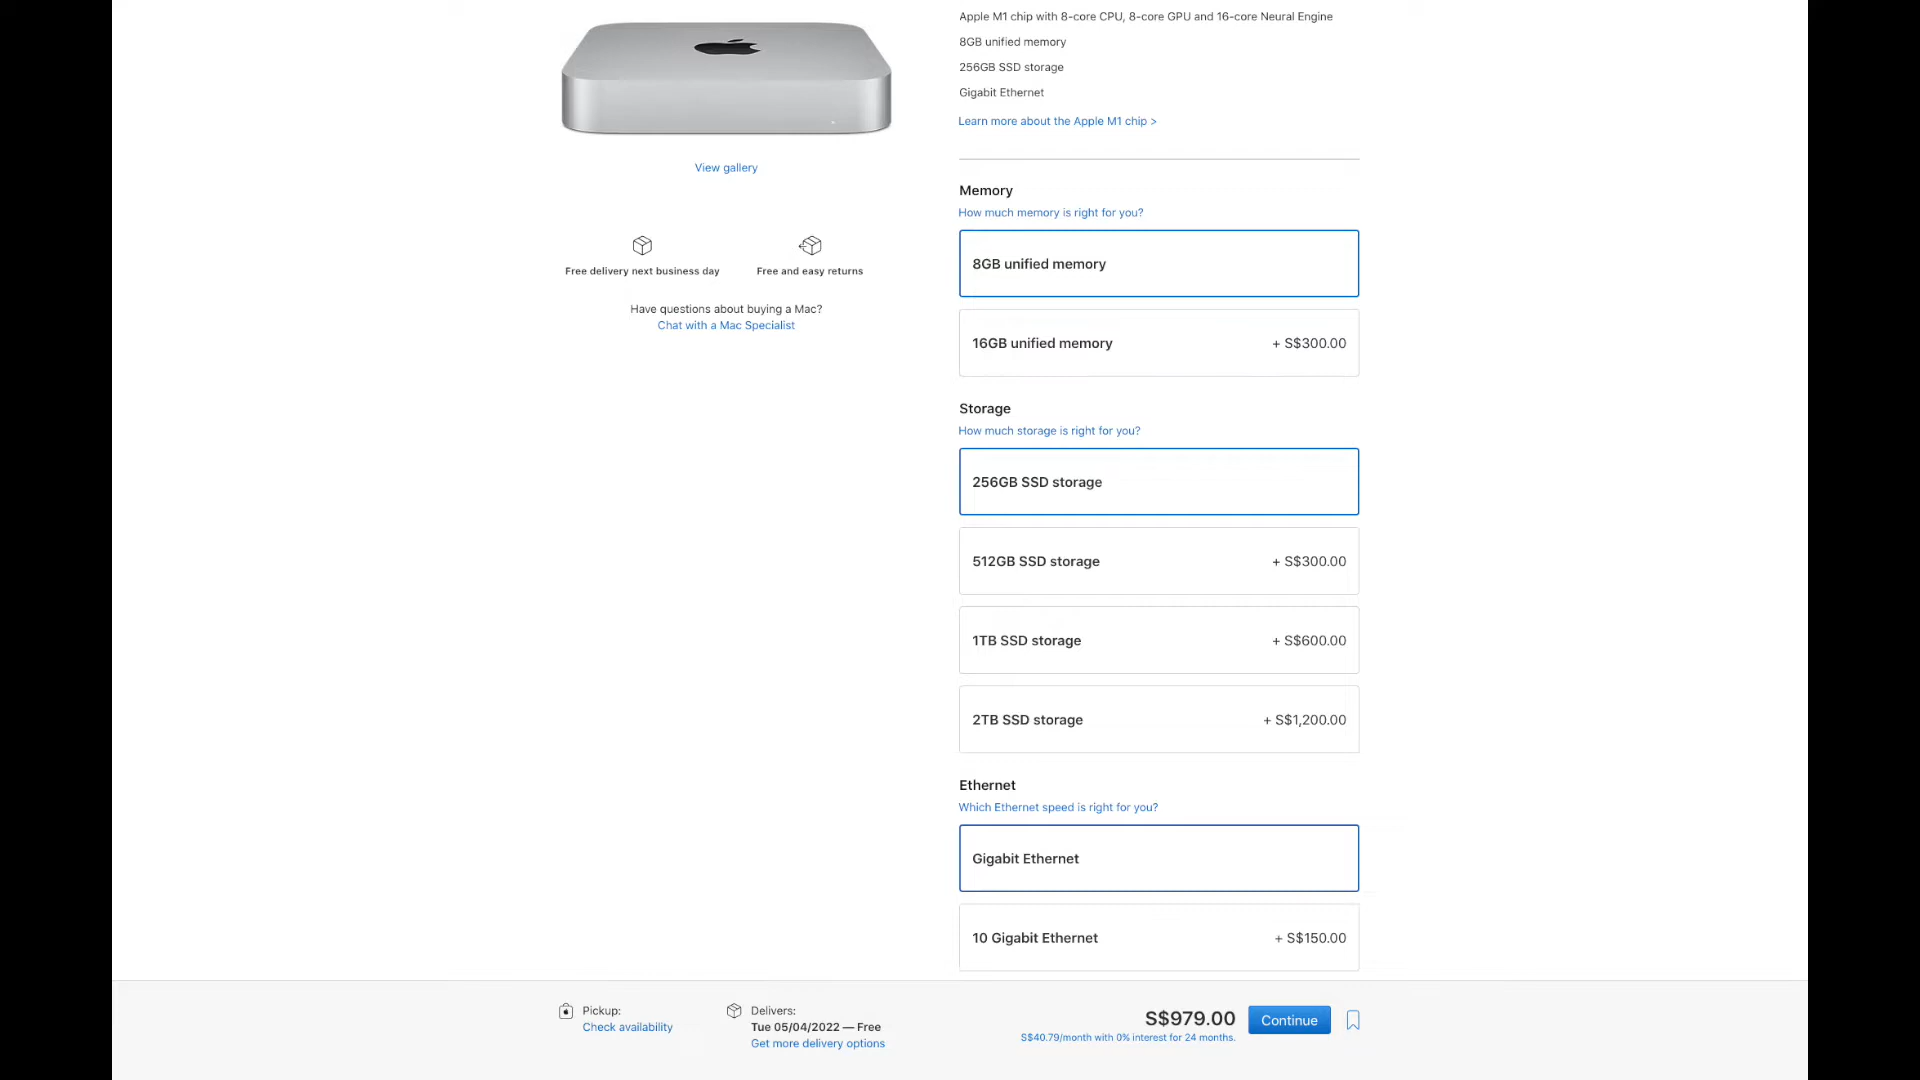 Apple M1 chip with 8-core CPU, 8-core GPU and 16-core Neural Engine
8GB unified memory
256GB SSD storage
Gigabit Ethernet
Learn more about the Apple M1 chip >
View gallery
Free delivery next business day
Free and easy returns
Have questions about buying a Mac?
Chat with a Mac Specialist
Memory
How much memory is right for you?
8GB unified memory
16GB unified memory + S$300.00
Storage
How much storage is right for you?
256GB SSD storage
512GB SSD storage + S$300.00
1TB SSD storage + S$600.00
2TB SSD storage + S$1,200.00
Ethernet
Which Ethernet speed is right for you?
Gigabit Ethernet
10 Gigabit Ethernet + S$150.00
Pickup:
Check availability
Delivers:
Tue 05/04/2022 — Free
Get more delivery options
S$979.00
S$40.79/month with 0% interest for 24 months.
Continue